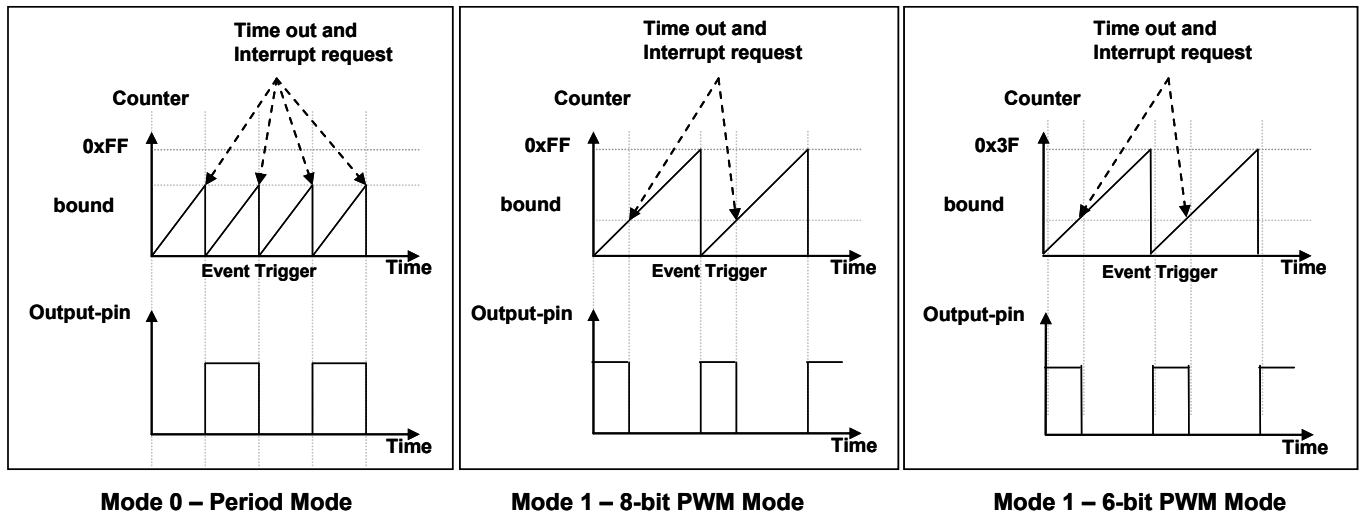 Time out and
Interrupt request
Counter
0xFF
bound
Time
Event Trigger
Output-pin
Time
Mode 0 – Period Mode
Time out and
Interrupt request
Counter
0xFF
bound
Time
Event Trigger
Output-pin
Time
Mode 1 – 8-bit PWM Mode
Time out and
Interrupt request
Counter
0x3F
bound
Time
Event Trigger
Output-pin
Time
Mode 1 – 6-bit PWM Mode